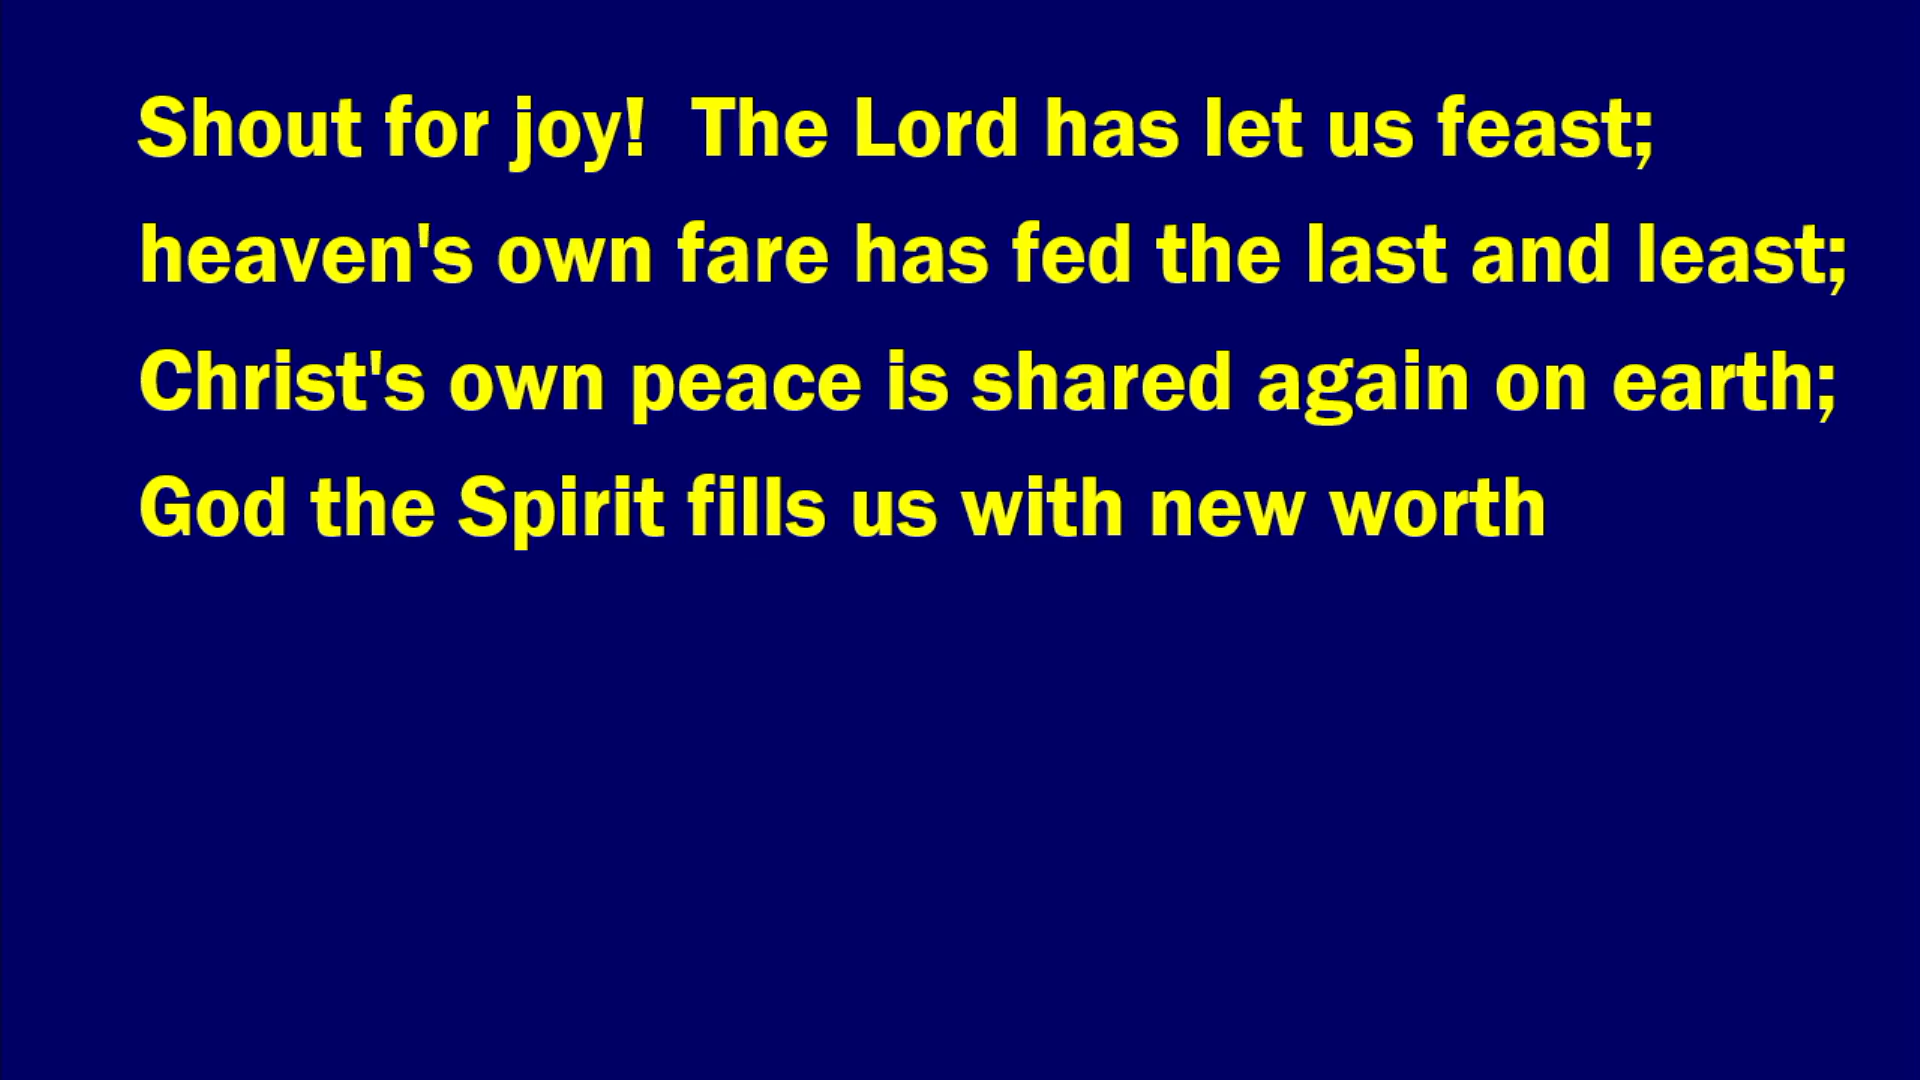 Shout for joy!  The Lord has let us feast;
heaven's own fare has fed the last and least;
Christ's own peace is shared again on earth;
God the Spirit fills us with new worth